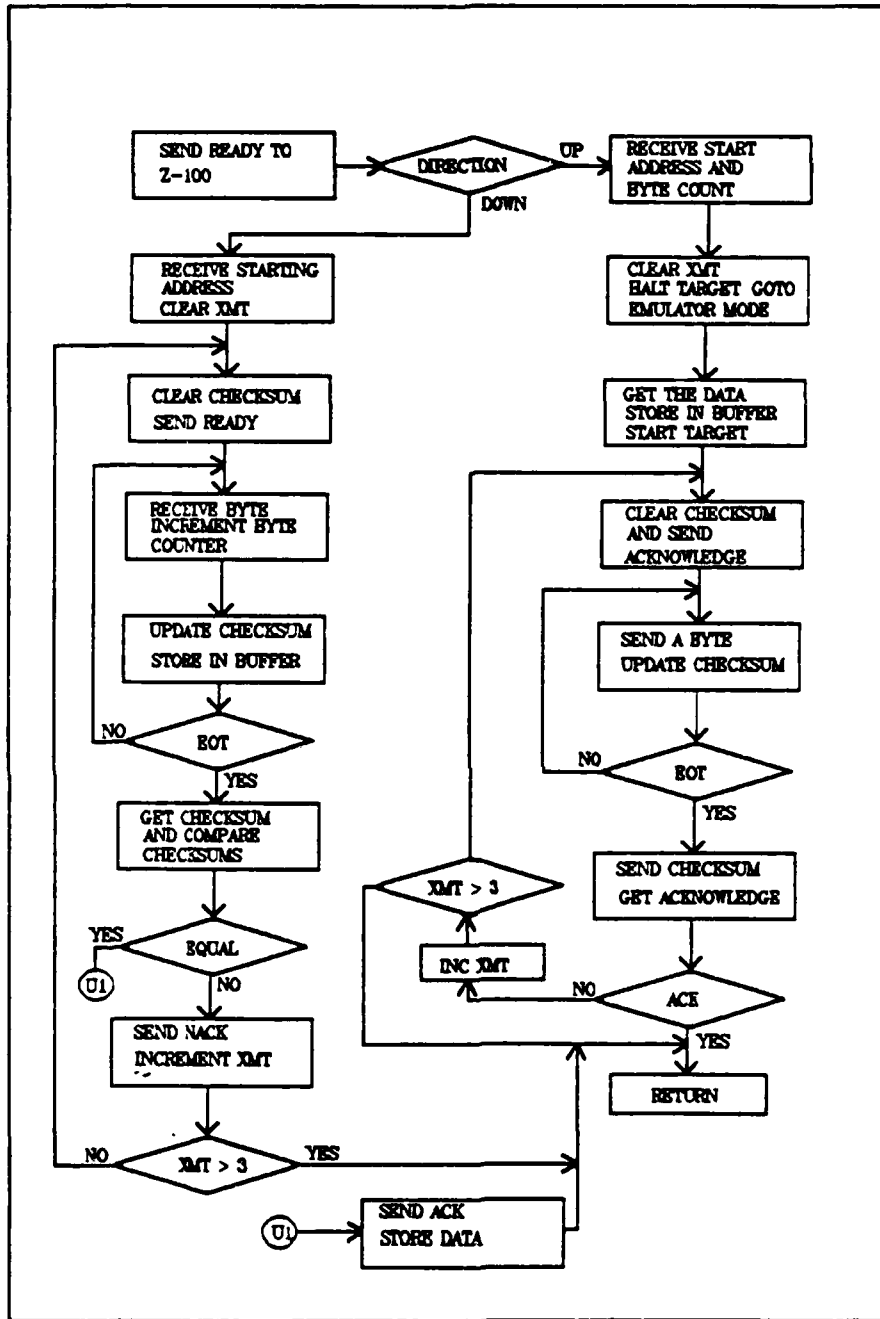 SEND READY TO
Z-100
DIRECTION
UP
DOWN
RECEIVE START
ADDRESS AND
BYTE COUNT
RECEIVE STARTING
ADDRESS
CLEAR XMT
CLEAR XMT
HALT TARGET GOTO
EMULATOR MODE
CLEAR CHECKSUM
SEND READY
GET THE DATA
STORE IN BUFFER
START TARGET
RECEIVE BYTE
INCREMENT BYTE
COUNTER
CLEAR CHECKSUM
AND SEND
ACKNOWLEDGE
UPDATE CHECKSUM
STORE IN BUFFER
SEND A BYTE
UPDATE CHECKSUM
NO
EOT
YES
NO
EOT
YES
GET CHECKSUM
AND COMPARE
CHECKSUMS
SEND CHECKSUM
GET ACKNOWLEDGE
XMT > 3
YES
EQUAL
NO
U1
INC XMT
NO
ACK
YES
SEND NACK
INCREMENT XMT
RETURN
NO
XMT > 3
YES
U1
SEND ACK
STORE DATA